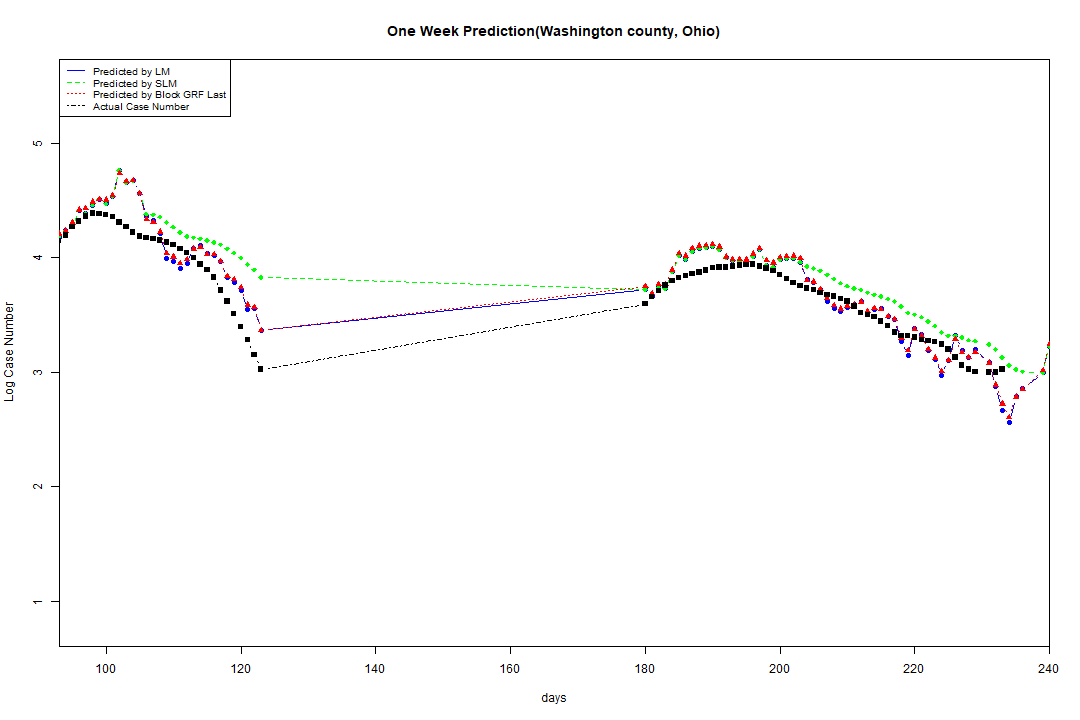 One Week Prediction(Washington county, Ohio)
Predicted by LM
Predicted by SLM
Predicted by Block GRF Last
Actual Case Number
5
4
3
2
1
Log Case Number
100 120 140 160 180 200 220 240
days